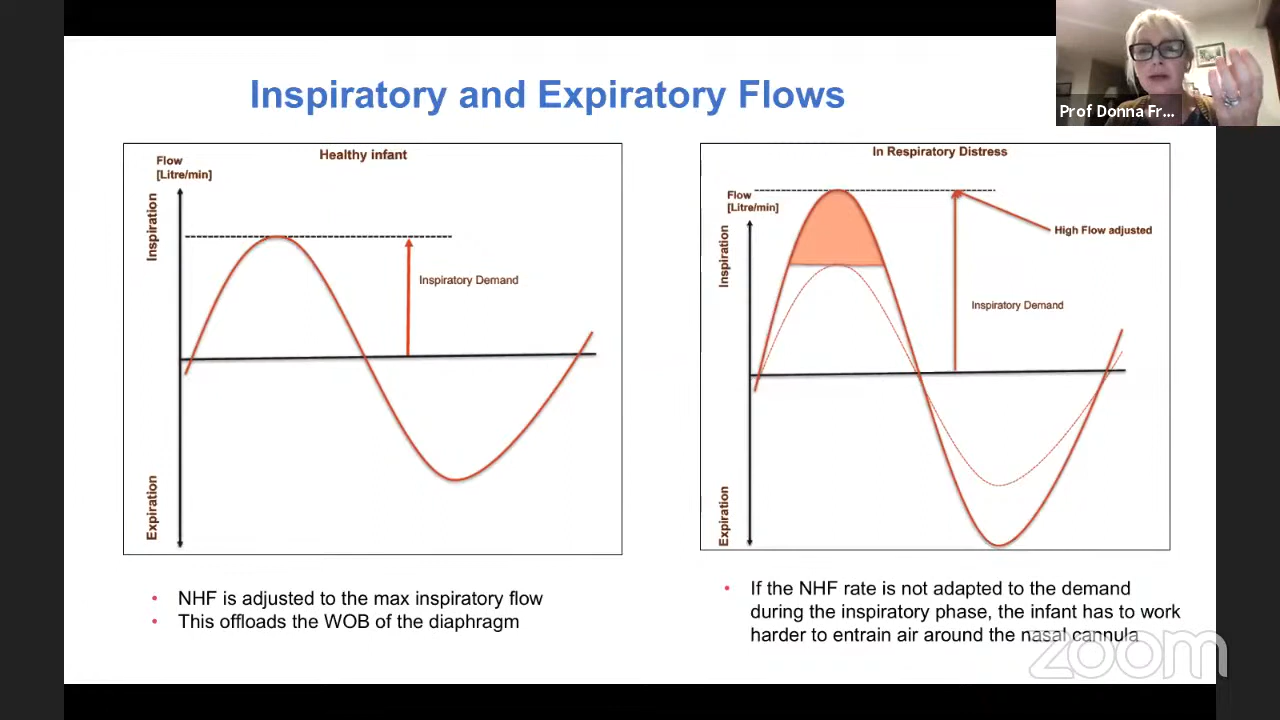 Inspiratory and Expiratory Flows
Prof Donna Fr...
Healthy infant
Flow
[Litre/min]
Inspiration
Inspiratory Demand
Expiration
In Respiratory Distress
Flow
[Litre/min]
Inspiration
High Flow adjusted
Inspiratory Demand
Expiration
• NHF is adjusted to the max inspiratory flow
• This offloads the WOB of the diaphragm
• If the NHF rate is not adapted to the demand
during the inspiratory phase, the infant has to work
harder to entrain air around the nasal cannula
zoom